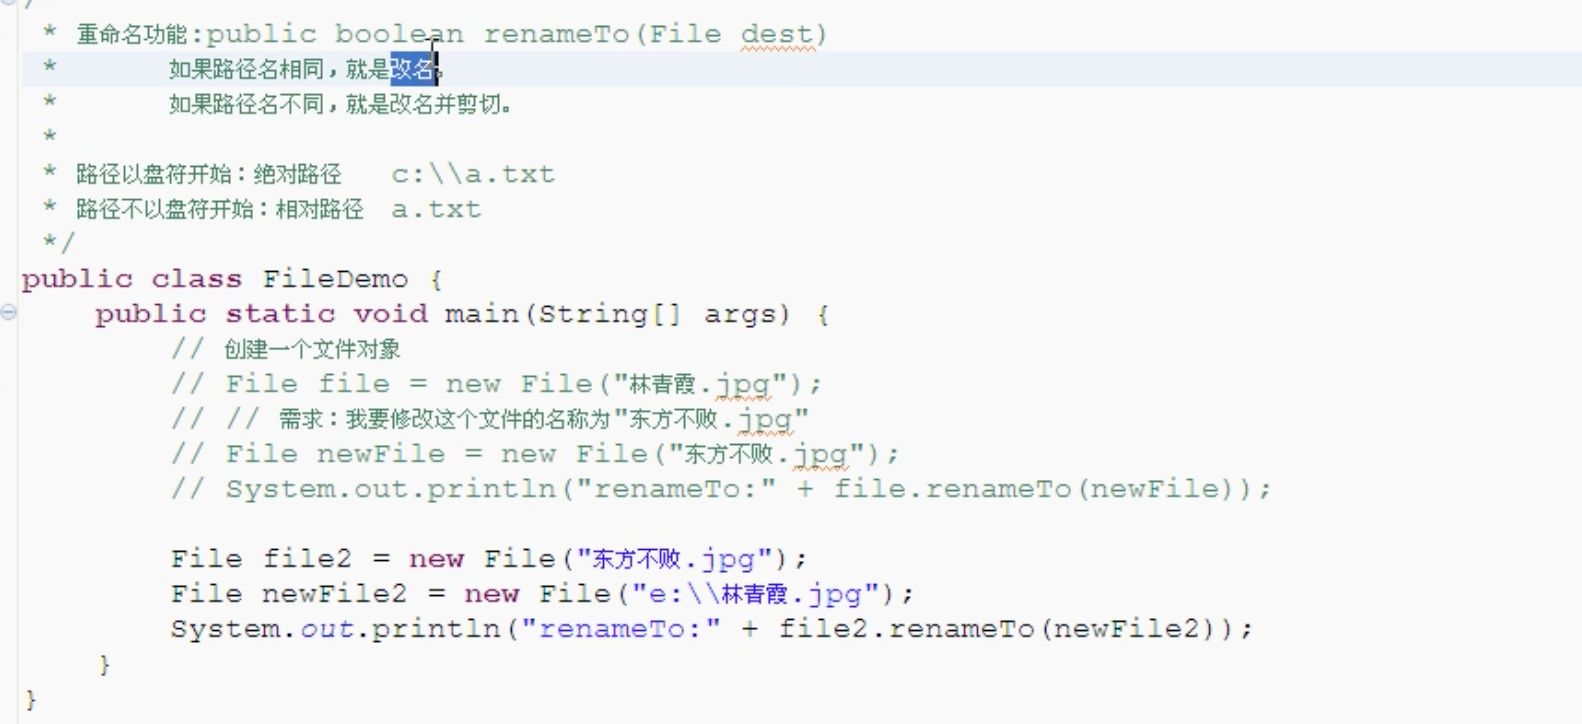 * 重命名功能:public boolean renameTo(File dest)
* 如果路径名相同，就是改名。
* 如果路径名不同，就是改名并剪切。
*
* 路径以盘符开始：绝对路径 c:\\a.txt
* 路径不以盘符开始：相对路径 a.txt
*/
public class FileDemo {
public static void main(String[] args) {
// 创建一个文件对象
// File file = new File("林青霞.jpg");
// // 需求：我要修改这个文件的名称为"东方不败.jpg"
// File newFile = new File("东方不败.jpg");
// System.out.println("renameTo:" + file.renameTo(newFile));
File file2 = new File("东方不败.jpg");
File newFile2 = new File("e:\\林青霞.jpg");
System.out.println("renameTo:" + file2.renameTo(newFile2));
}
}